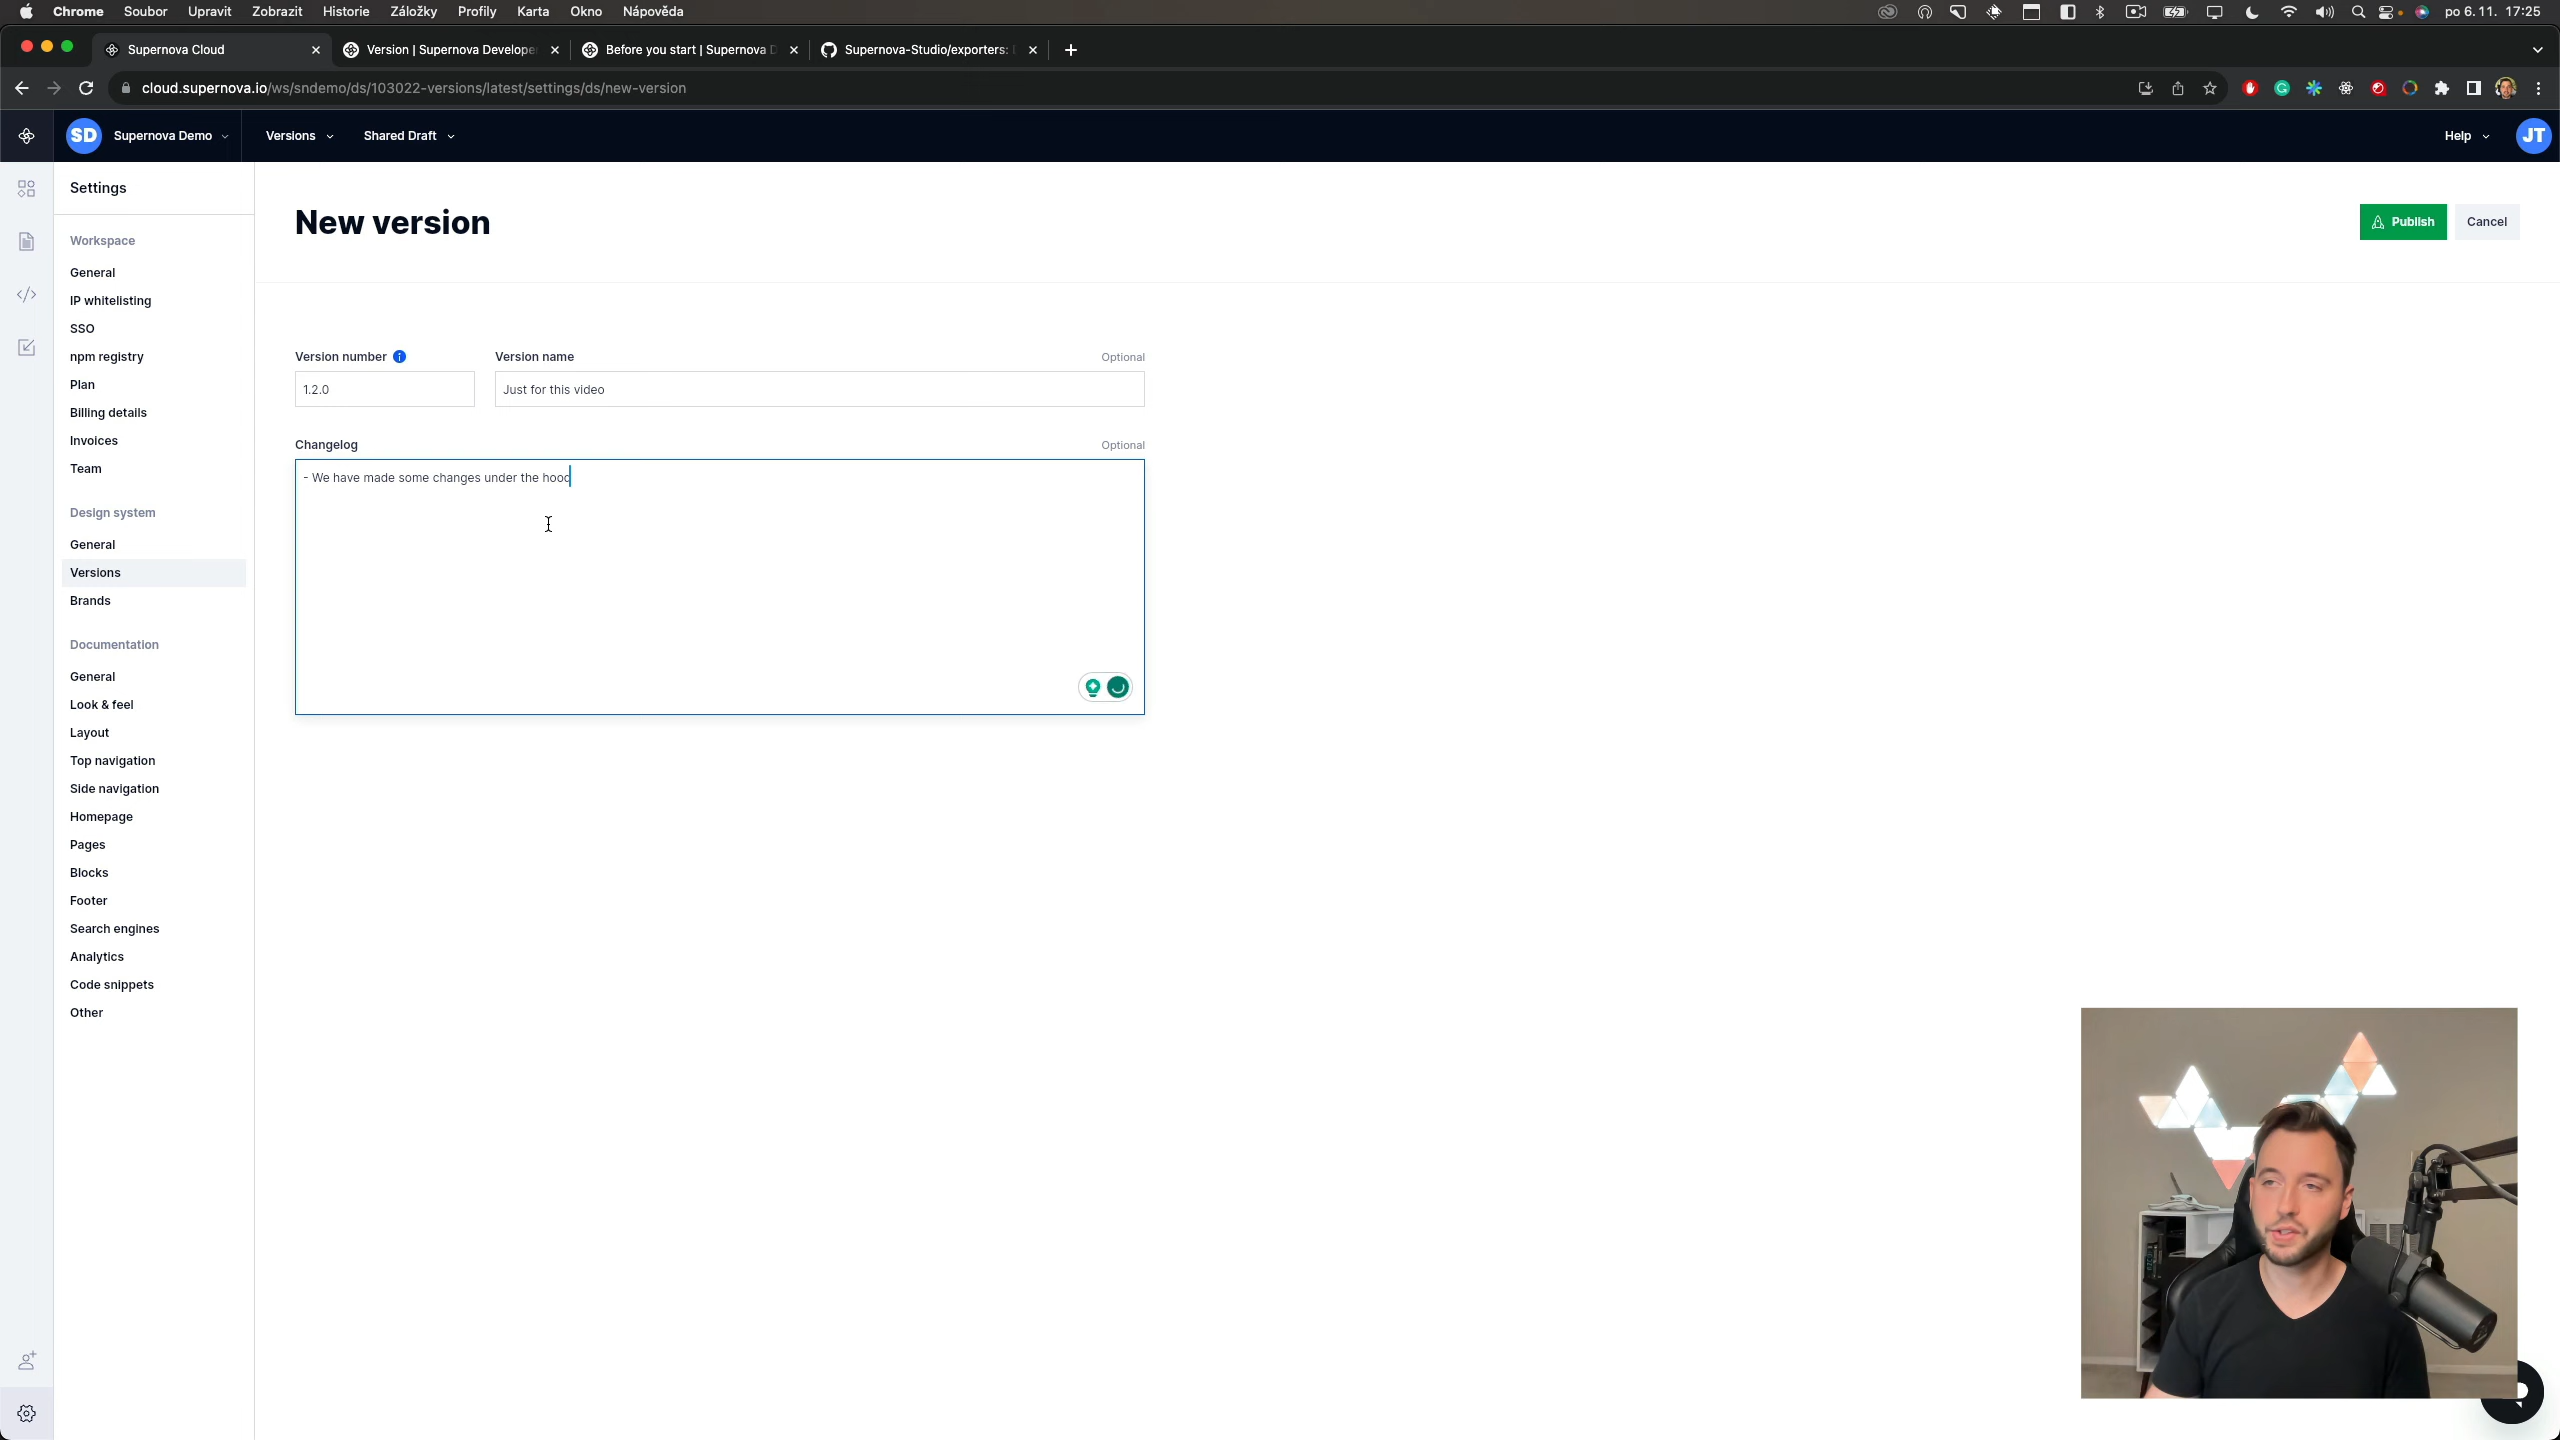 Chrome Soubor Upravit Zobrazit Historie Záložky Profily Karta Okno Nápověda po 6. 11. 17:25
Supernova Cloud Version | Supernova Develope Before you start | Supernova D Supernova-Studio/exporters:
cloud.supernova.io/ws/sndemo/ds/103022-versions/latest/settings/ds/new-version
SD Supernova Demo Versions Shared Draft Help JT
Settings
New version
Publish Cancel
Workspace
General
IP whitelisting
SSO
npm registry
Plan
Billing details
Invoices
Team
Design system
General
Versions
Brands
Documentation
General
Look & feel
Layout
Top navigation
Side navigation
Homepage
Pages
Blocks
Footer
Search engines
Analytics
Code snippets
Other
Version number Version name Optional
1.2.0 Just for this video
Changelog Optional
- We have made some changes under the hood